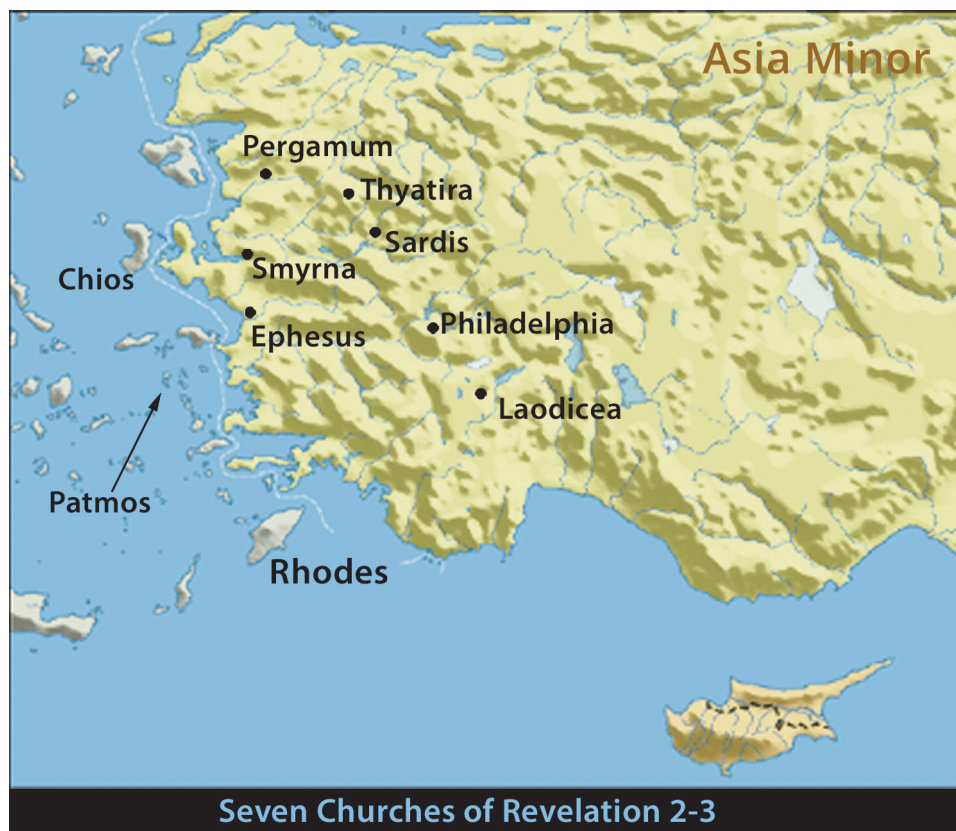 Asia Minor
Pergamum
Thyatira
Sardis
Smyrna
Chios
Philadelphia
Ephesus
Laodicea
Patmos
Rhodes
Seven Churches of Revelation 2-3